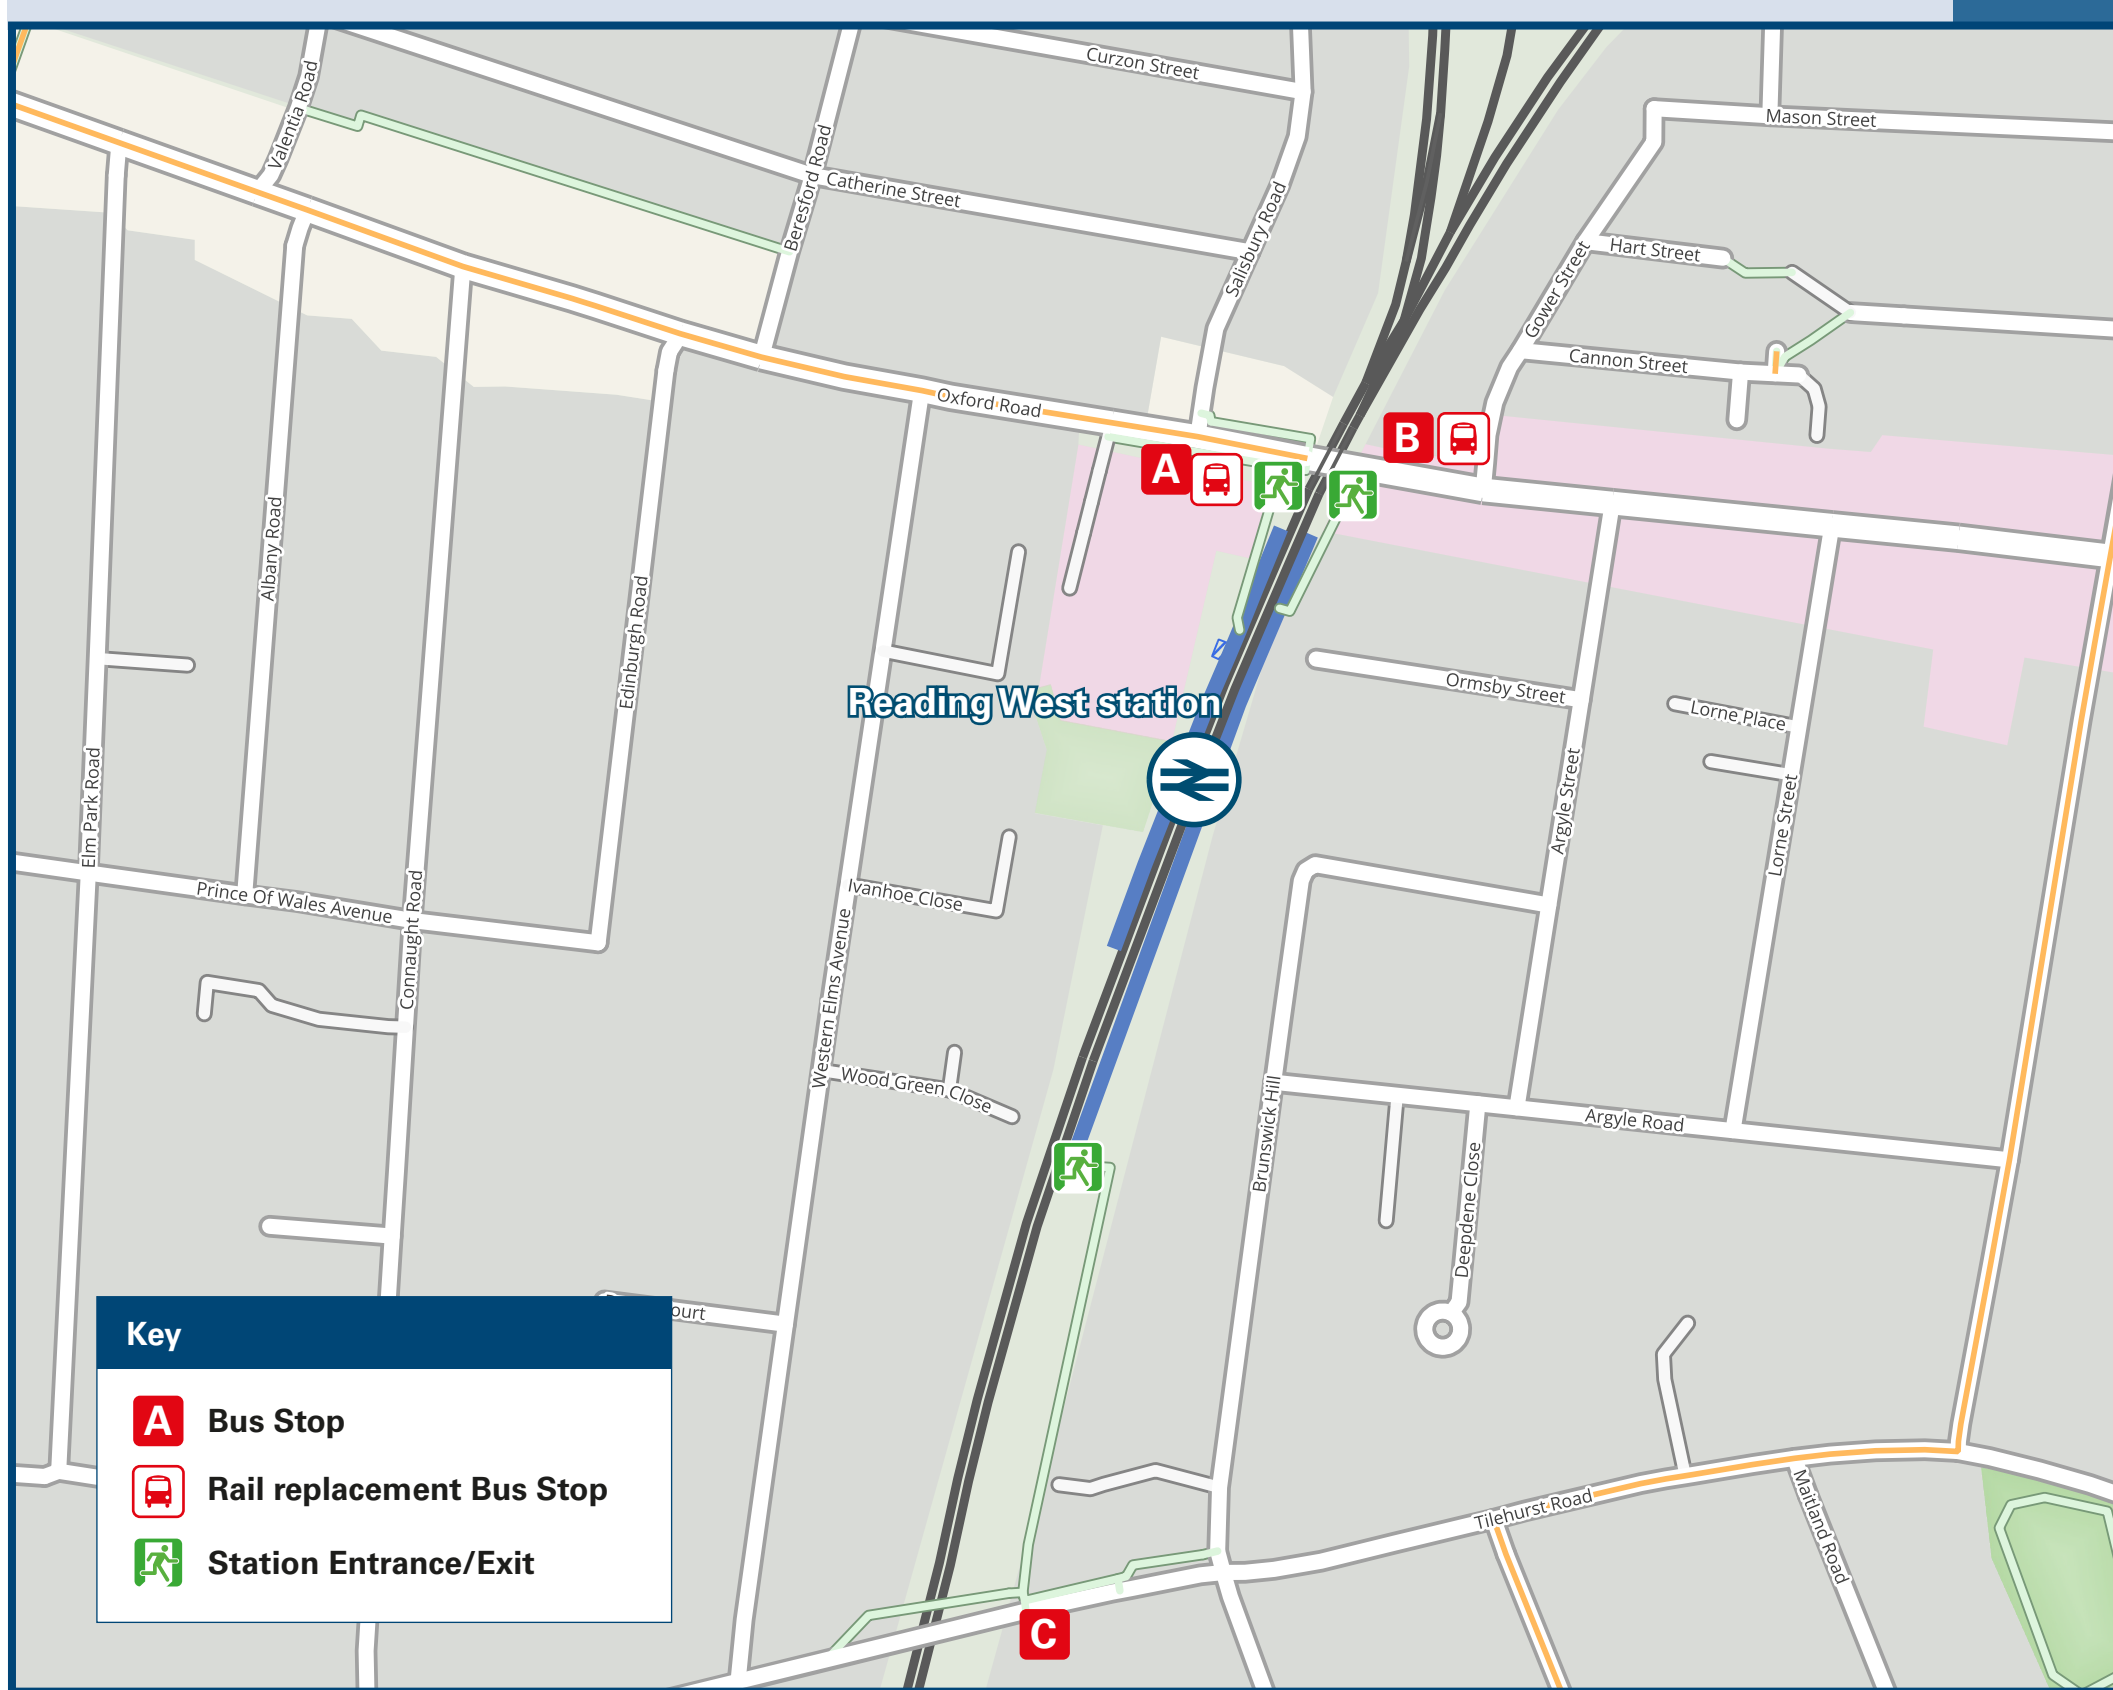 Curzon Street
Mason Street
Valentia Road
Beresford Road
Catherine Street
Salisbury Road
Hart Street
Gower Street
Cannon Street
Oxford Road
A
B
Albany Road
Edinburgh Road
Reading West station
Ormsby Street
Lorne Place
Elm Park Road
Argyle Street
Lorne Street
Prince Of Wales Avenue
Connaught Road
Ivanhoe Close
Western Elms Avenue
Wood Green Close
Brunswick Hill
Argyle Road
Deepdene Close
Tilehurst Road
Maitland Road
C
Key
A Bus Stop
Rail replacement Bus Stop
Station Entrance/Exit